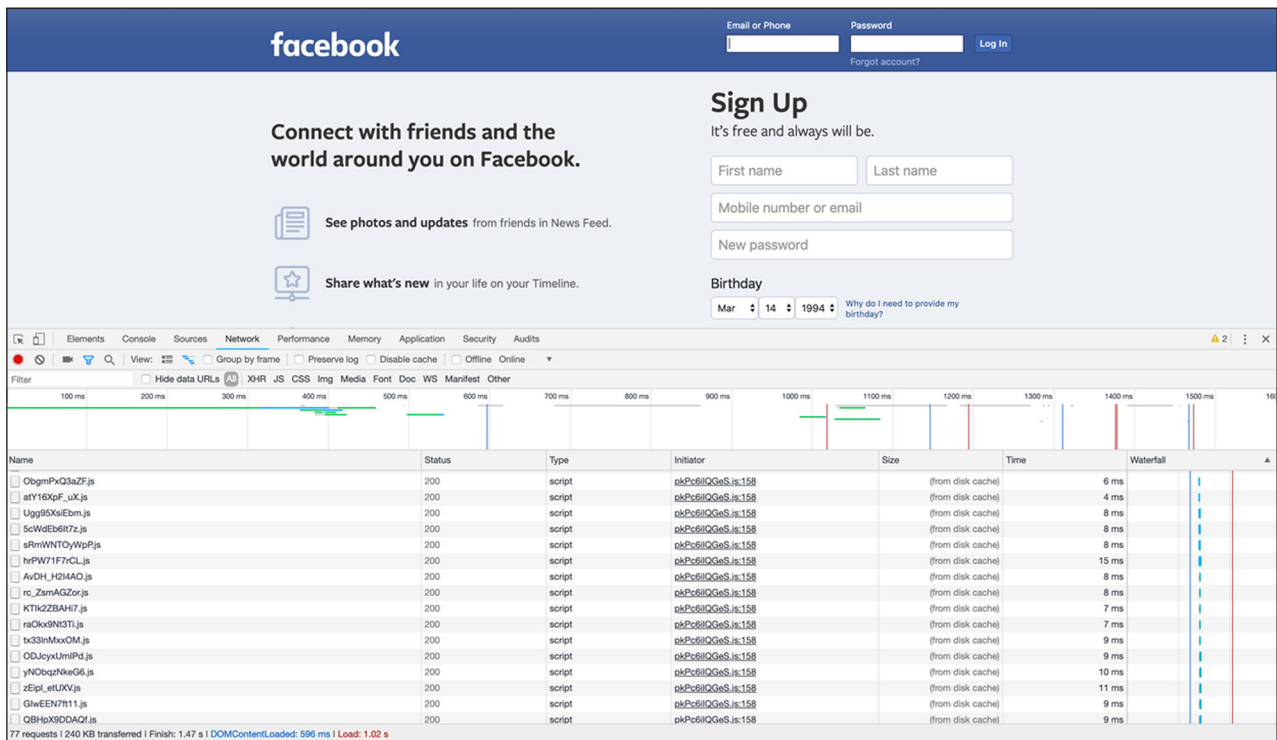 facebook
Email or Phone
Password
Log In
Forgot account?
Connect with friends and the
world around you on Facebook.
See photos and updates from friends in News Feed.
Share what's new in your life on your Timeline.
Sign Up
It's free and always will be.
First name
Last name
Mobile number or email
New password
Birthday
Mar 14 1994 Why do I need to provide my
birthday?
Elements Console Sources Network Performance Memory Application Security Audits 2
View: Group by frame Preserve log Disable cache Offline Online
Filter Hide data URLs All XHR JS CSS Img Media Font Doc WS Manifest Other
100 ms 200 ms 300 ms 400 ms 500 ms 600 ms 700 ms 800 ms 900 ms 1000 ms 1100 ms 1200 ms 1300 ms 1400 ms 1500 ms 160
Name Status Type Initiator Size Time Waterfall
ObgmPxQ3aZF.js 200 script pkPc6ilQGeS.js:158 (from disk cache) 6 ms
atY16XpF_uX.js 200 script pkPc6ilQGeS.js:158 (from disk cache) 4 ms
Ugg95XsiEbm.js 200 script pkPc6ilQGeS.js:158 (from disk cache) 8 ms
5cWdEb6It7z.js 200 script pkPc6ilQGeS.js:158 (from disk cache) 8 ms
sRmWNTOyWpP.js 200 script pkPc6ilQGeS.js:158 (from disk cache) 8 ms
hrPW71F7rCL.js 200 script pkPc6ilQGeS.js:158 (from disk cache) 15 ms
AvDH_H2I4AO.js 200 script pkPc6ilQGeS.js:158 (from disk cache) 8 ms
rc_ZsmAGZor.js 200 script pkPc6ilQGeS.js:158 (from disk cache) 8 ms
KTIk2ZBAHi7.js 200 script pkPc6ilQGeS.js:158 (from disk cache) 7 ms
raOkx9Nt3Ti.js 200 script pkPc6ilQGeS.js:158 (from disk cache) 7 ms
tx33lnMxxOM.js 200 script pkPc6ilQGeS.js:158 (from disk cache) 9 ms
ODJcyxUmIPd.js 200 script pkPc6ilQGeS.js:158 (from disk cache) 9 ms
yNObqzNkeG6.js 200 script pkPc6ilQGeS.js:158 (from disk cache) 10 ms
zEipl_etUXV.js 200 script pkPc6ilQGeS.js:158 (from disk cache) 11 ms
GlwEEN7ft11.js 200 script pkPc6ilQGeS.js:158 (from disk cache) 9 ms
QBHpX9DDAQf.js 200 script pkPc6ilQGeS.js:158 (from disk cache) 9 ms
77 requests | 240 KB transferred | Finish: 1.47 s | DOMContentLoaded: 596 ms | Load: 1.02 s